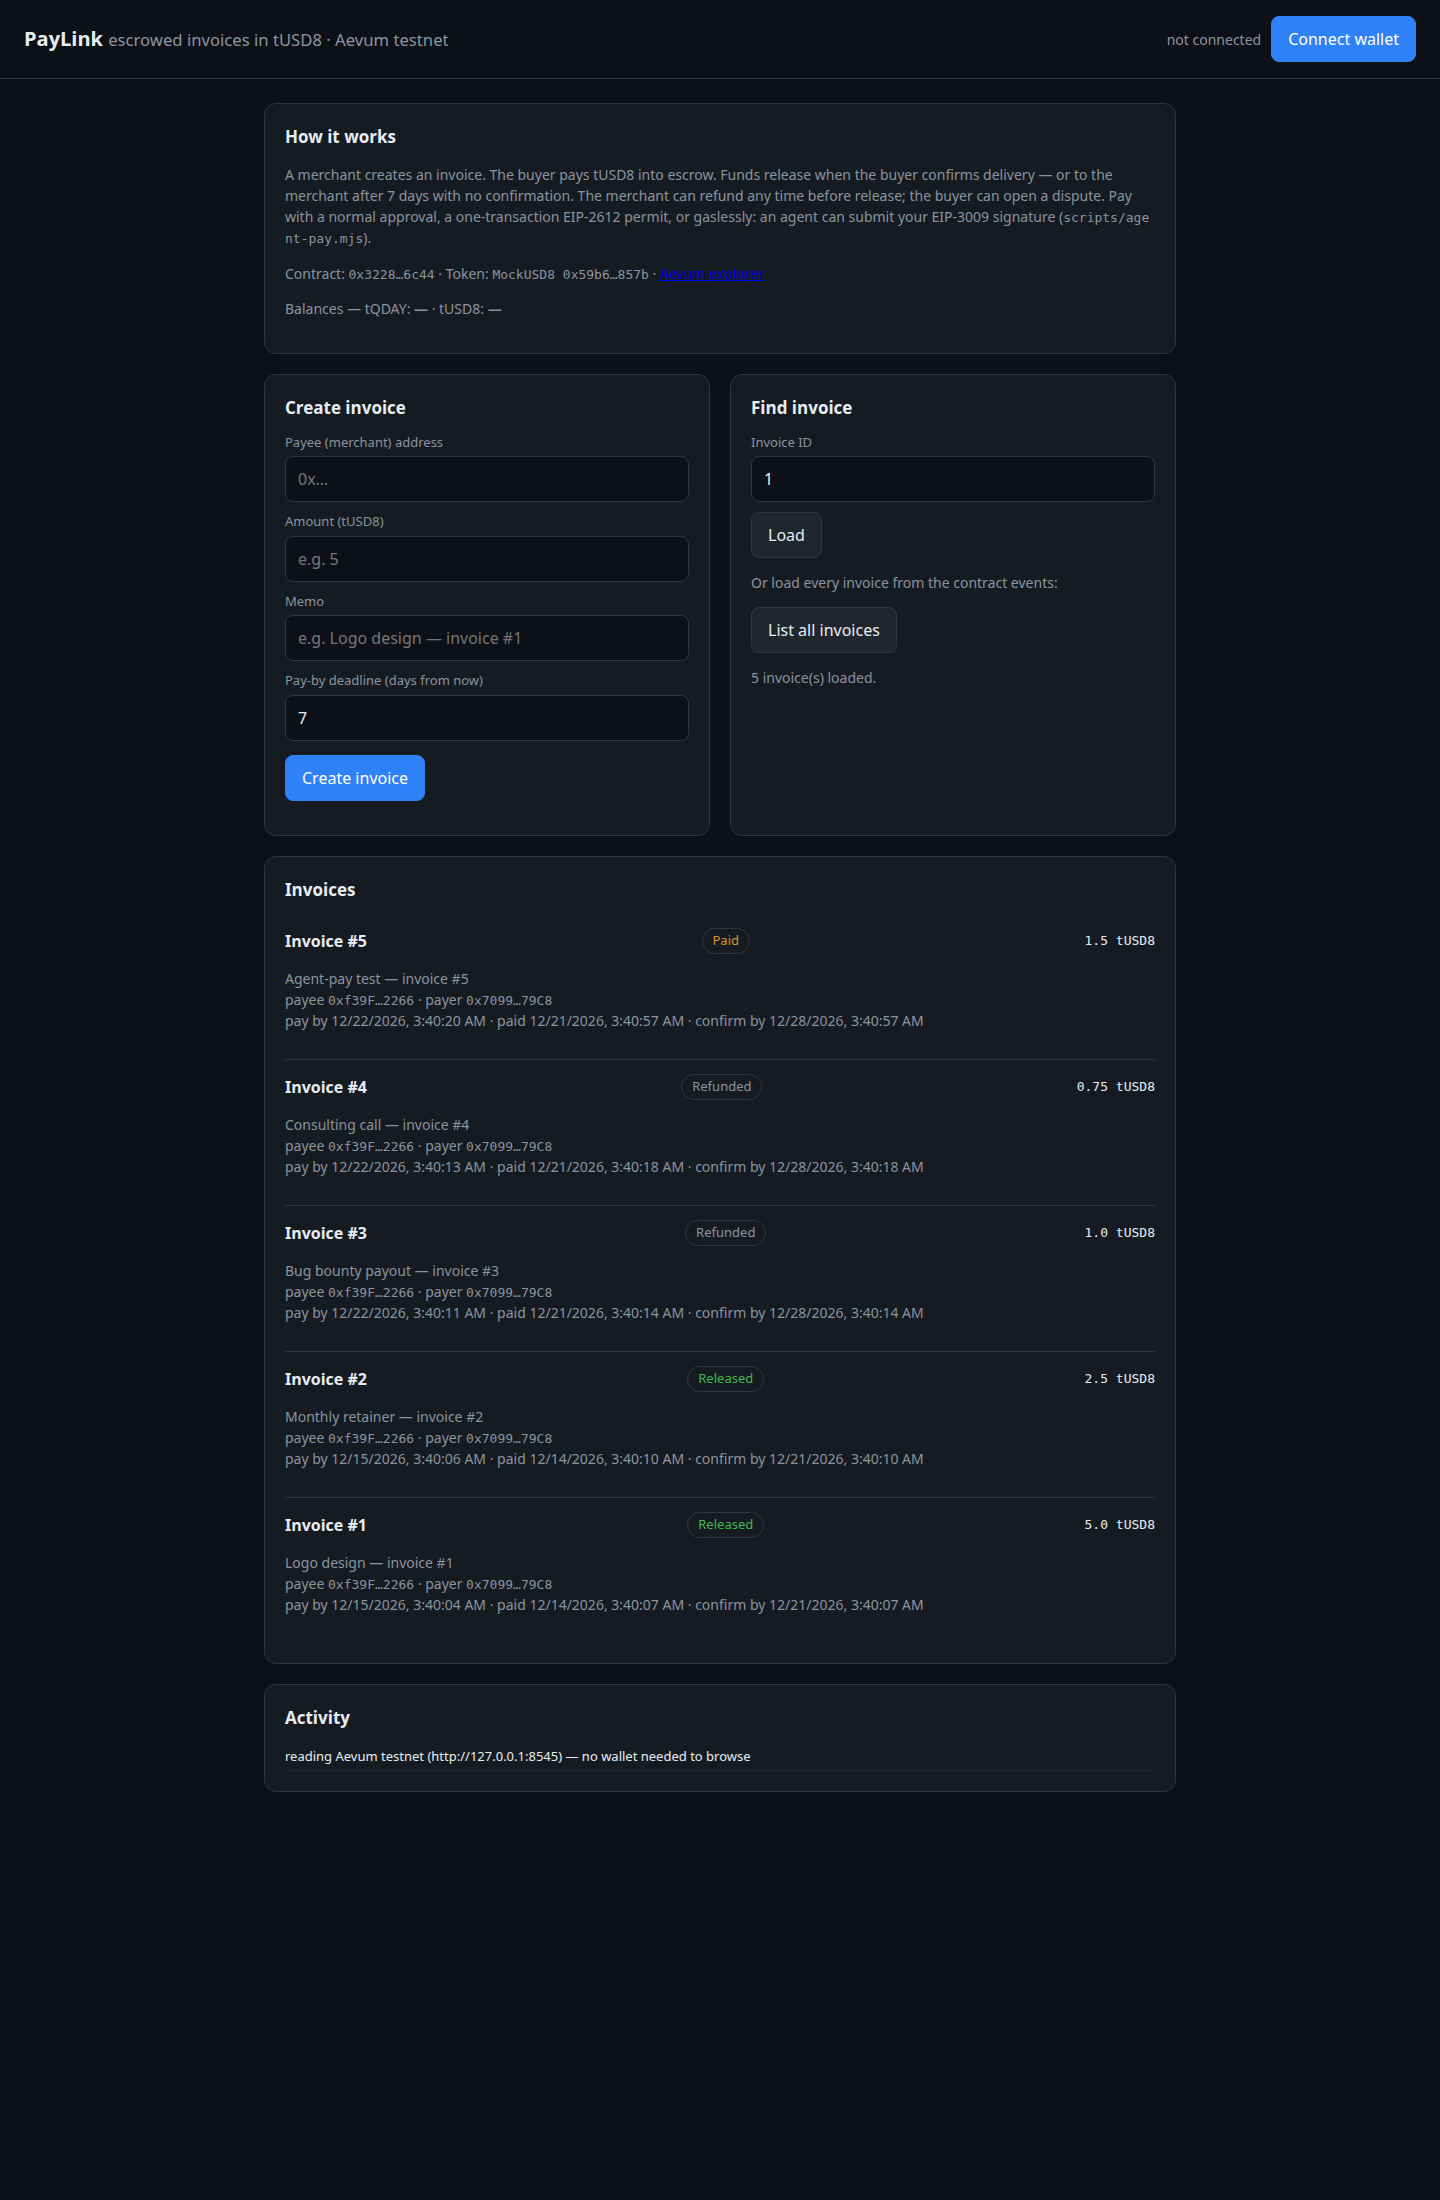 PayLink escrowed invoices in tUSD8 · Aevum testnet
not connected
Connect wallet
How it works
A merchant creates an invoice. The buyer pays tUSD8 into escrow. Funds release when the buyer confirms delivery — or to the
merchant after 7 days with no confirmation. The merchant can refund any time before release; the buyer can open a dispute. Pay
with a normal approval, a one-transaction EIP-2612 permit, or gaslessly: an agent can submit your EIP-3009 signature (scripts/age
nt-pay.mjs).
Contract: 0x3228…6c44 · Token: MockUSD8 0x59b6…857b · Aevum explorer
Balances — tQDAY: — · tUSD8: —
Create invoice
Payee (merchant) address
0x...
Amount (tUSD8)
e.g. 5
Memo
e.g. Logo design — invoice #1
Pay-by deadline (days from now)
7
Create invoice
Find invoice
Invoice ID
1
Load
Or load every invoice from the contract events:
List all invoices
5 invoice(s) loaded.
Invoices
Invoice #5 Paid 1.5 tUSD8
Agent-pay test — invoice #5
payee 0xf39F…2266 · payer 0x7099…79C8
pay by 12/22/2026, 3:40:20 AM · paid 12/21/2026, 3:40:57 AM · confirm by 12/28/2026, 3:40:57 AM
Invoice #4 Refunded 0.75 tUSD8
Consulting call — invoice #4
payee 0xf39F…2266 · payer 0x7099…79C8
pay by 12/22/2026, 3:40:13 AM · paid 12/21/2026, 3:40:18 AM · confirm by 12/28/2026, 3:40:18 AM
Invoice #3 Refunded 1.0 tUSD8
Bug bounty payout — invoice #3
payee 0xf39F…2266 · payer 0x7099…79C8
pay by 12/22/2026, 3:40:11 AM · paid 12/21/2026, 3:40:14 AM · confirm by 12/28/2026, 3:40:14 AM
Invoice #2 Released 2.5 tUSD8
Monthly retainer — invoice #2
payee 0xf39F…2266 · payer 0x7099…79C8
pay by 12/15/2026, 3:40:06 AM · paid 12/14/2026, 3:40:10 AM · confirm by 12/21/2026, 3:40:10 AM
Invoice #1 Released 5.0 tUSD8
Logo design — invoice #1
payee 0xf39F…2266 · payer 0x7099…79C8
pay by 12/15/2026, 3:40:04 AM · paid 12/14/2026, 3:40:07 AM · confirm by 12/21/2026, 3:40:07 AM
Activity
reading Aevum testnet (http://127.0.0.1:8545) — no wallet needed to browse